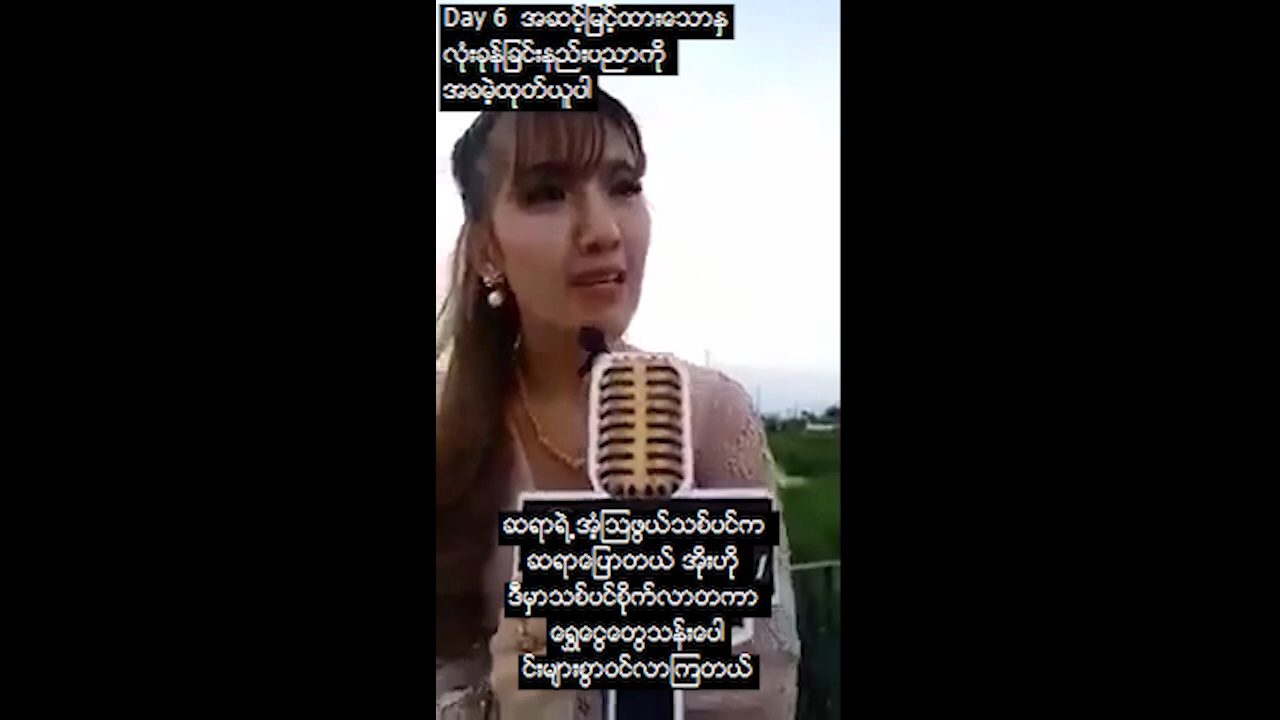 Day 6 အဆင့်မြင့်ထားသောနှ
လုံးခုန်ခြင်းနည်းပညာကို
အခမဲ့ထုတ်ယူပါ
ဆရာရဲ့အံ့ဩဖွယ်သစ်ပင်က
ဆရာပြောတယ် အိုးဟို
ဒီမှာသစ်ပင်စိုက်လာတကာ
ရွှေငွေတွေသန်းပေါ
င်းများစွာဝင်လာကြတယ်